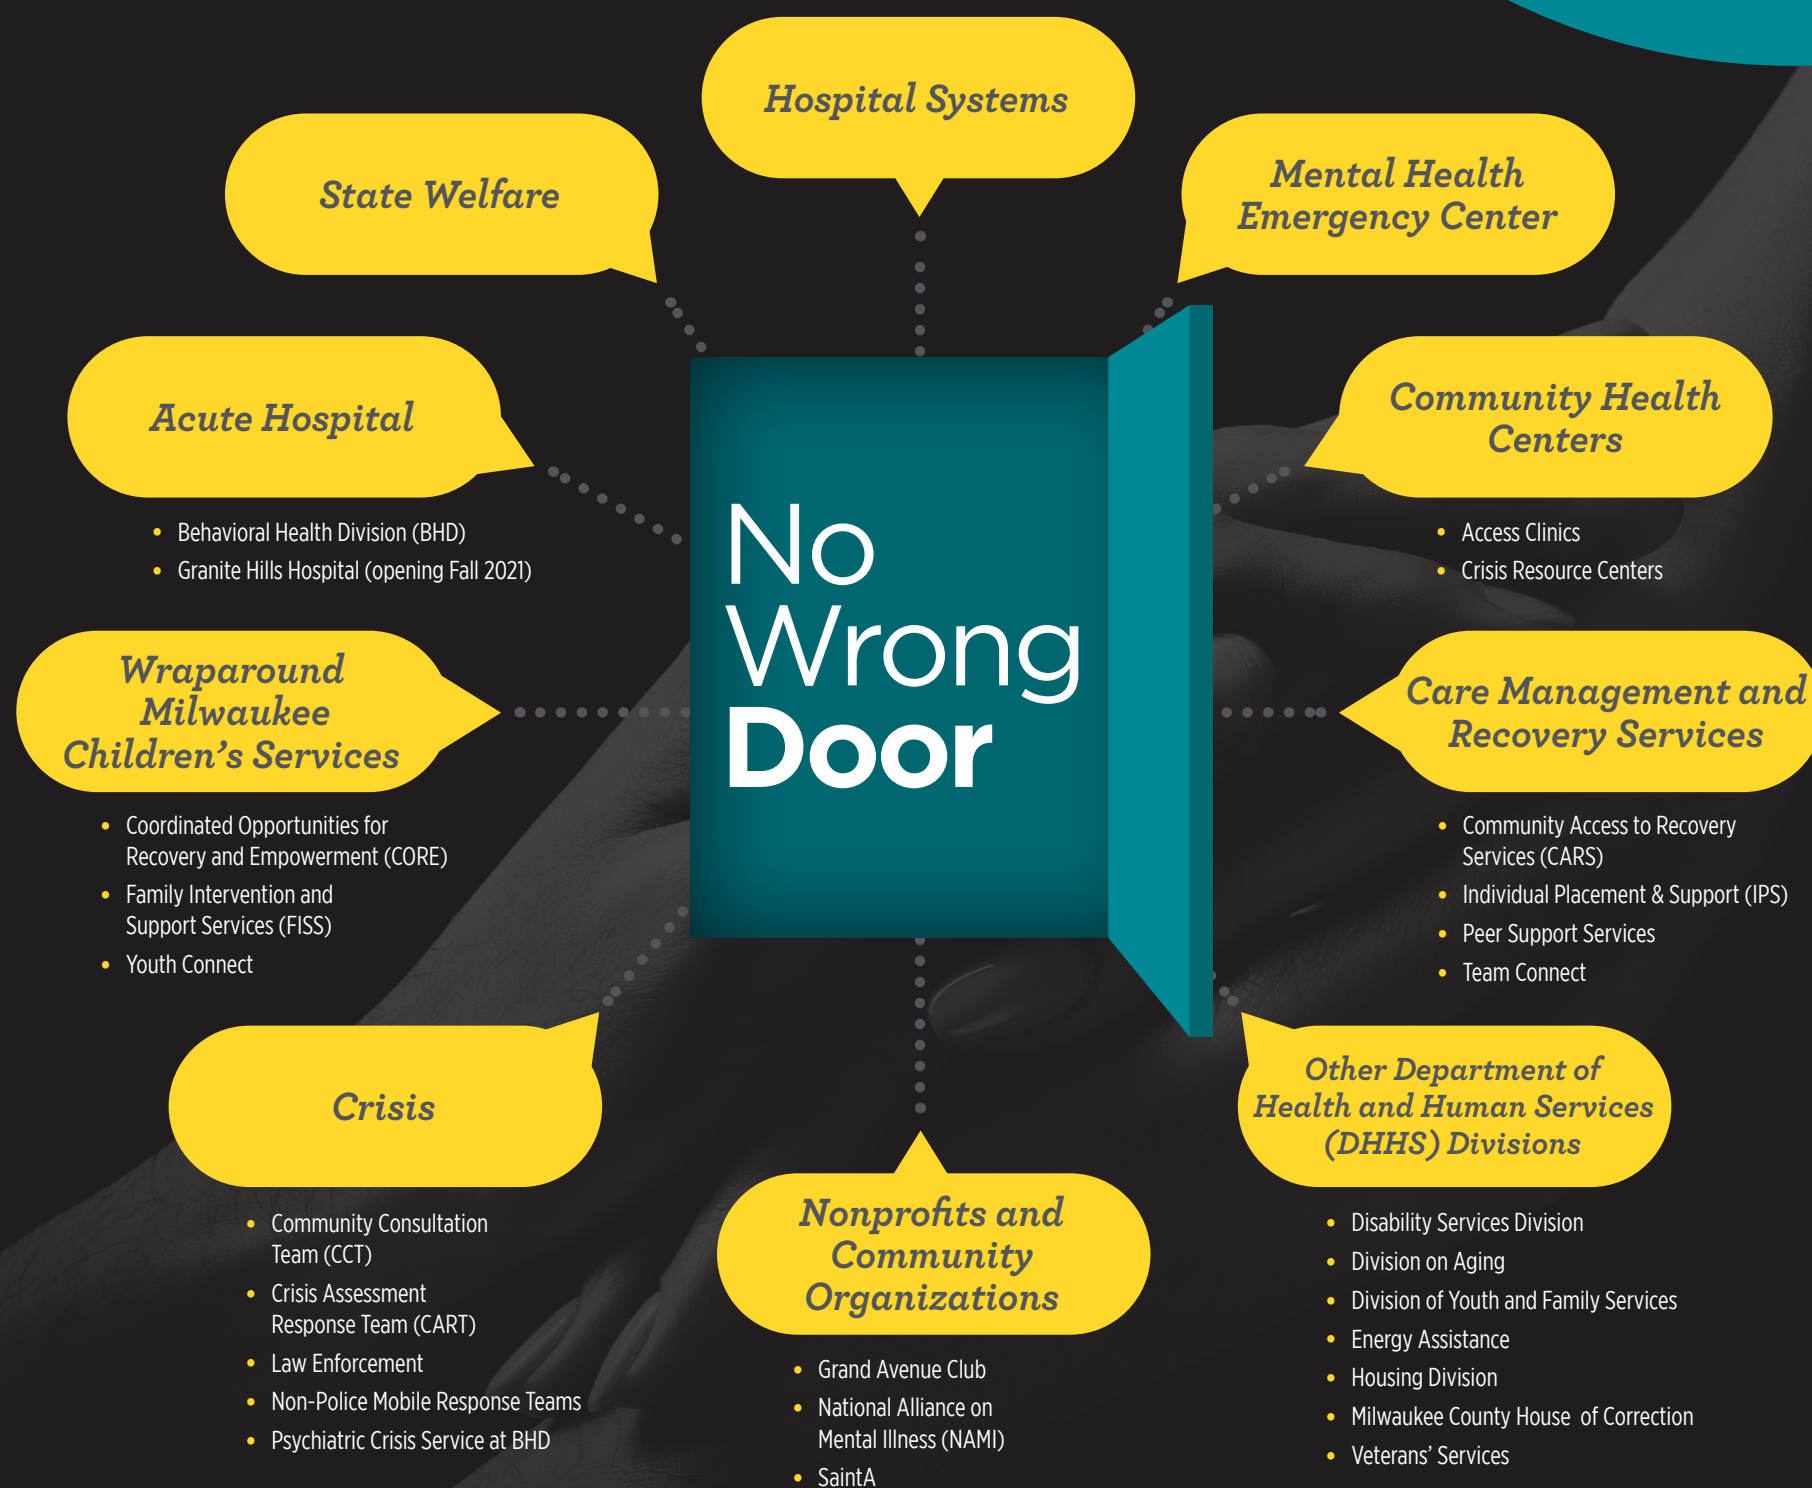 Hospital Systems
State Welfare
Mental Health
Emergency Center
Acute Hospital
• Behavioral Health Division (BHD)
• Granite Hills Hospital (opening Fall 2021)
Community Health
Centers
• Access Clinics
• Crisis Resource Centers
No
Wrong
Door
Wraparound
Milwaukee
Children’s Services
• Coordinated Opportunities for
Recovery and Empowerment (CORE)
• Family Intervention and
Support Services (FISS)
• Youth Connect
Care Management and
Recovery Services
• Community Access to Recovery
Services (CARS)
• Individual Placement & Support (IPS)
• Peer Support Services
• Team Connect
Crisis
• Community Consultation
Team (CCT)
• Crisis Assessment
Response Team (CART)
• Law Enforcement
• Non-Police Mobile Response Teams
• Psychiatric Crisis Service at BHD
Nonprofits and
Community
Organizations
• Grand Avenue Club
• National Alliance on
Mental Illness (NAMI)
• SaintA
Other Department of
Health and Human Services
(DHHS) Divisions
• Disability Services Division
• Division on Aging
• Division of Youth and Family Services
• Energy Assistance
• Housing Division
• Milwaukee County House of Correction
• Veterans’ Services